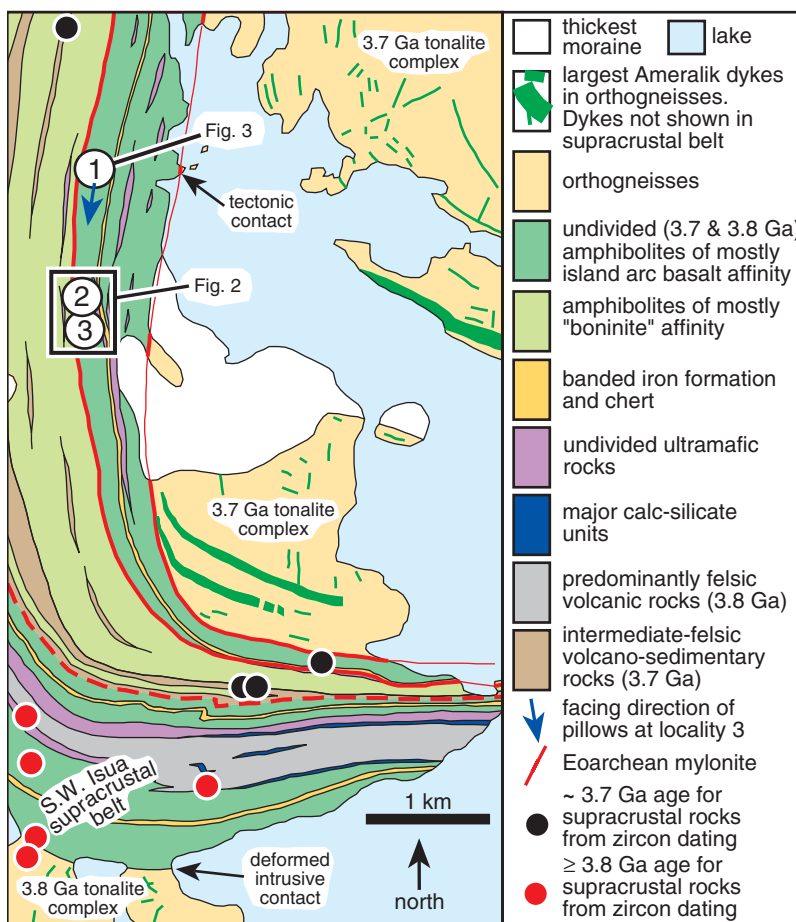 3.7 Ga tonalite
complex
Fig. 3
1
tectonic
contact
Fig. 2
2
3
3.7 Ga tonalite
complex
S.W. Isua
supracrustal
belt
1 km
deformed
intrusive
contact
north
3.8 Ga tonalite
complex
thickest
moraine
lake
largest Ameralik dykes
in orthogneisses.
Dykes not shown in
supracrustal belt
orthogneisses
undivided (3.7 & 3.8 Ga)
amphibolites of mostly
island arc basalt affinity
amphibolites of mostly
"boninite" affinity
banded iron formation
and chert
undivided ultramafic
rocks
major calc-silicate
units
predominantly felsic
volcanic rocks (3.8 Ga)
intermediate-felsic
volcano-sedimentary
rocks (3.7 Ga)
facing direction of
pillows at locality 3
Eoarchean mylonite
~ 3.7 Ga age for
supracrustal rocks
from zircon dating
≥ 3.8 Ga age for
supracrustal rocks
from zircon dating